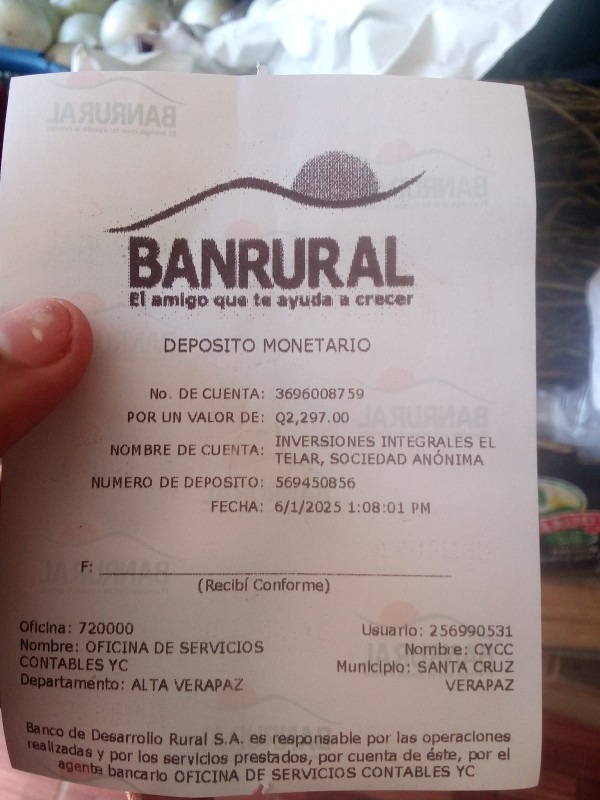 BANRURAL
El amigo que te ayuda a crecer
DEPOSITO MONETARIO
No. DE CUENTA: 3696008759
POR UN VALOR DE: Q2,297.00
NOMBRE DE CUENTA: INVERSIONES INTEGRALES EL
TELAR, SOCIEDAD ANÓNIMA
NUMERO DE DEPOSITO: 569450856
FECHA: 6/1/2025 1:08:01 PM
F:
(Recibí Conforme)
Oficina: 720000
Nombre: OFICINA DE SERVICIOS
CONTABLES YC
Departamento: ALTA VERAPAZ
Usuario: 256990531
Nombre: CYCC
Municipio: SANTA CRUZ
VERAPAZ
Banco de Desarrollo Rural S.A. es responsable por las operaciones
realizadas y por los servicios prestados, por cuenta de éste, por el
agente bancario OFICINA DE SERVICIOS CONTABLES YC